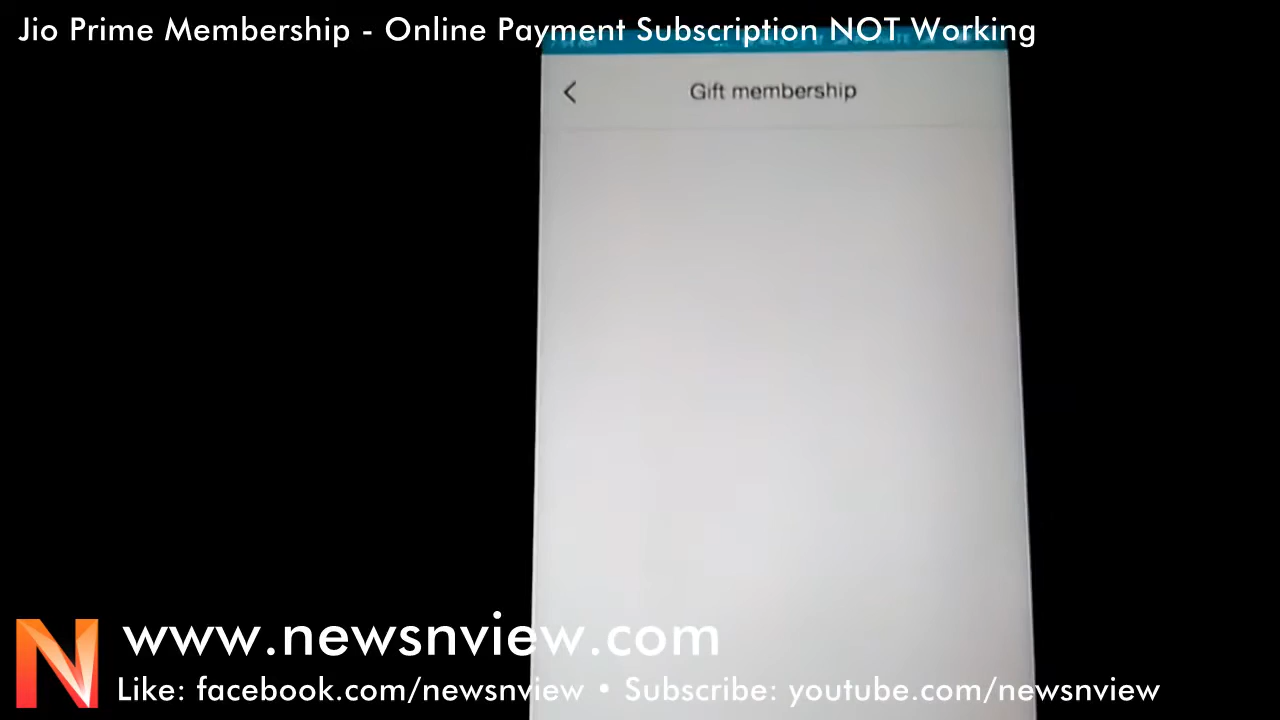 Jio Prime Membership - Online Payment Subscription NOT Working
Gift membership
www.newsnview.com
Like: facebook.com/newsnview • Subscribe: youtube.com/newsnview